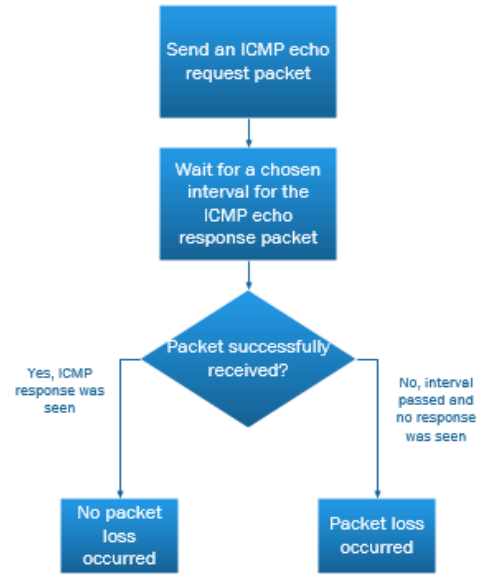 Send an ICMP echo
request packet
Wait for a chosen
interval for the
ICMP echo
response packet
Packet successfully
received?
Yes, ICMP
response was
seen
No, interval
passed and
no response
was seen
No packet
loss
occurred
Packet loss
occurred